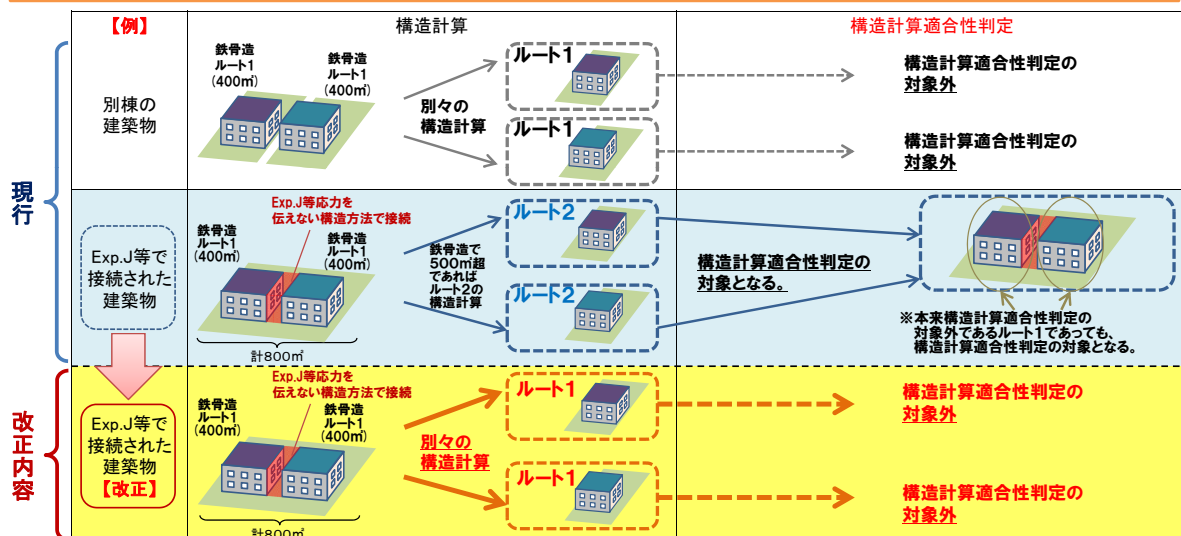 【例】
構造計算
構造計算適合性判定
現行
別棟の
建築物
鉄骨造
ルート1
(400㎡)
鉄骨造
ルート1
(400㎡)
別々の
構造計算
ルート1
ルート1
構造計算適合性判定の
対象外
構造計算適合性判定の
対象外
Exp.J等で
接続された
建築物
Exp.J等応力を
伝えない構造方法で接続
鉄骨造
ルート1
(400㎡)
鉄骨造
ルート1
(400㎡)
計800㎡
鉄骨造で
500㎡超
であれば
ルート2の
構造計算
ルート2
ルート2
構造計算適合性判定の
対象となる。
※本来構造計算適合性判定の
対象外であるルート1であっても、
構造計算適合性判定の対象となる。
改正内容
Exp.J等で
接続された
建築物
【改正】
Exp.J等応力を
伝えない構造方法で接続
鉄骨造
ルート1
(400㎡)
鉄骨造
ルート1
(400㎡)
計800㎡
別々の
構造計算
ルート1
ルート1
構造計算適合性判定の
対象外
構造計算適合性判定の
対象外